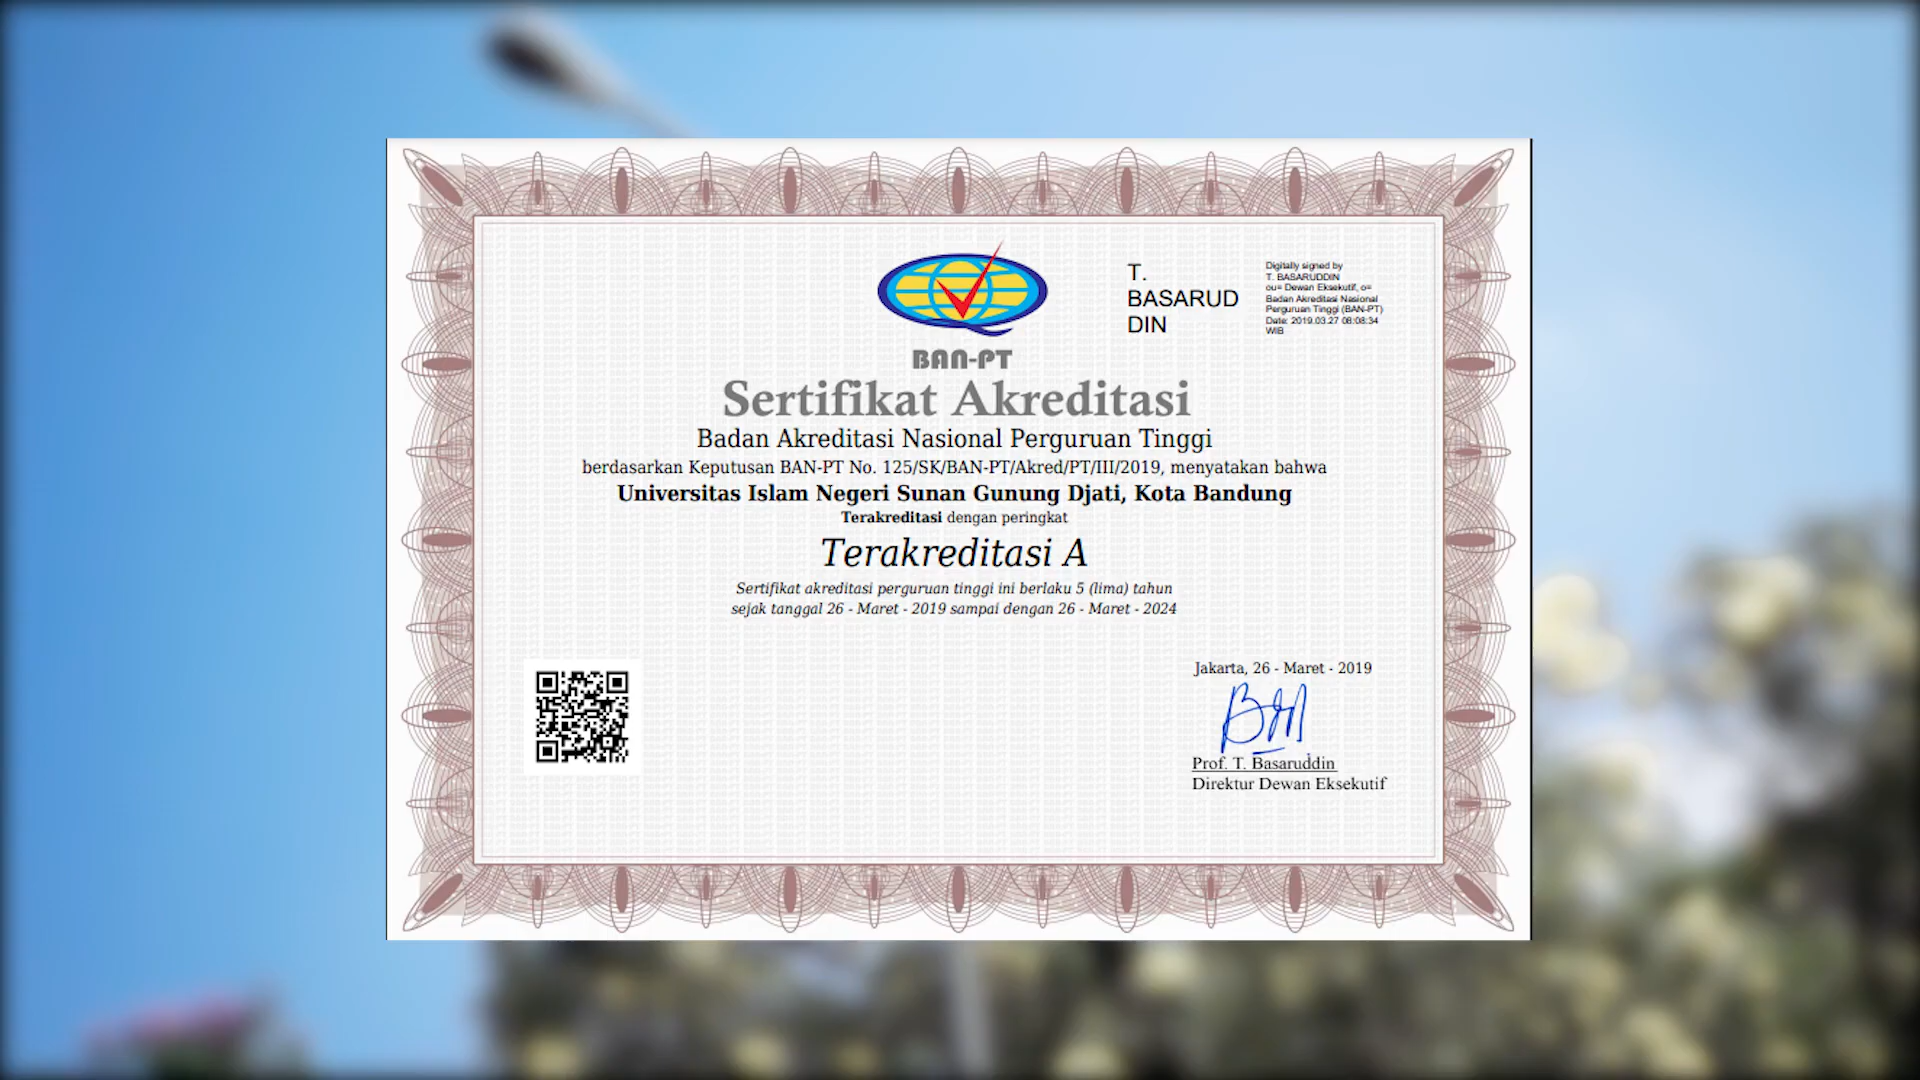 BAN-PT
T.
BASARUD
DIN
Digitally signed by
T. BASARUDDIN
ou= Dewan Eksekutif, o=
Badan Akreditasi Nasional
Perguruan Tinggi (BAN-PT)
Date: 2019.03.27 08:08:34
WIB
Sertifikat Akreditasi
Badan Akreditasi Nasional Perguruan Tinggi
berdasarkan Keputusan BAN-PT No. 125/SK/BAN-PT/Akred/PT/III/2019, menyatakan bahwa
Universitas Islam Negeri Sunan Gunung Djati, Kota Bandung
Terakreditasi dengan peringkat
Terakreditasi A
Sertifikat akreditasi perguruan tinggi ini berlaku 5 (lima) tahun
sejak tanggal 26 - Maret - 2019 sampai dengan 26 - Maret - 2024
Jakarta, 26 - Maret - 2019
Prof. T. Basaruddin
Direktur Dewan Eksekutif